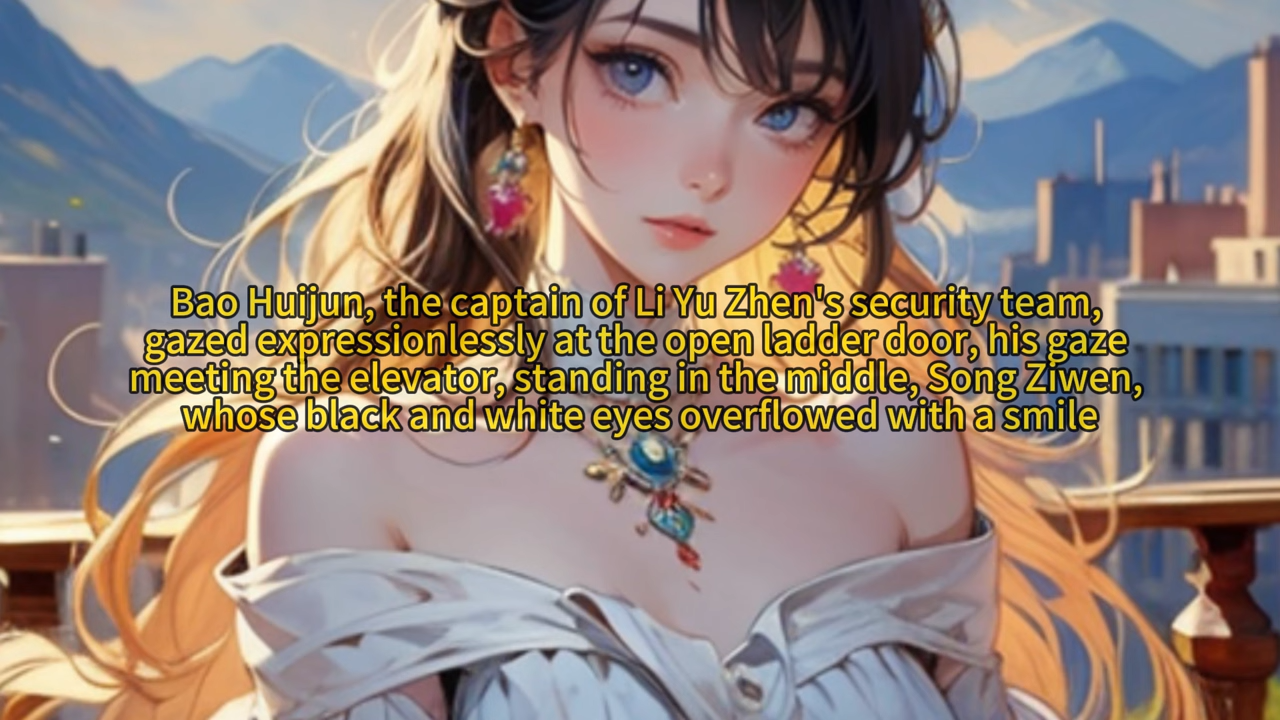 Bao Huijun, the captain of Li Yu Zhen's security team,
gazed expressionlessly at the open ladder door, his gaze
meeting the elevator, standing in the middle, Song Ziwen,
whose black and white eyes overflowed with a smile